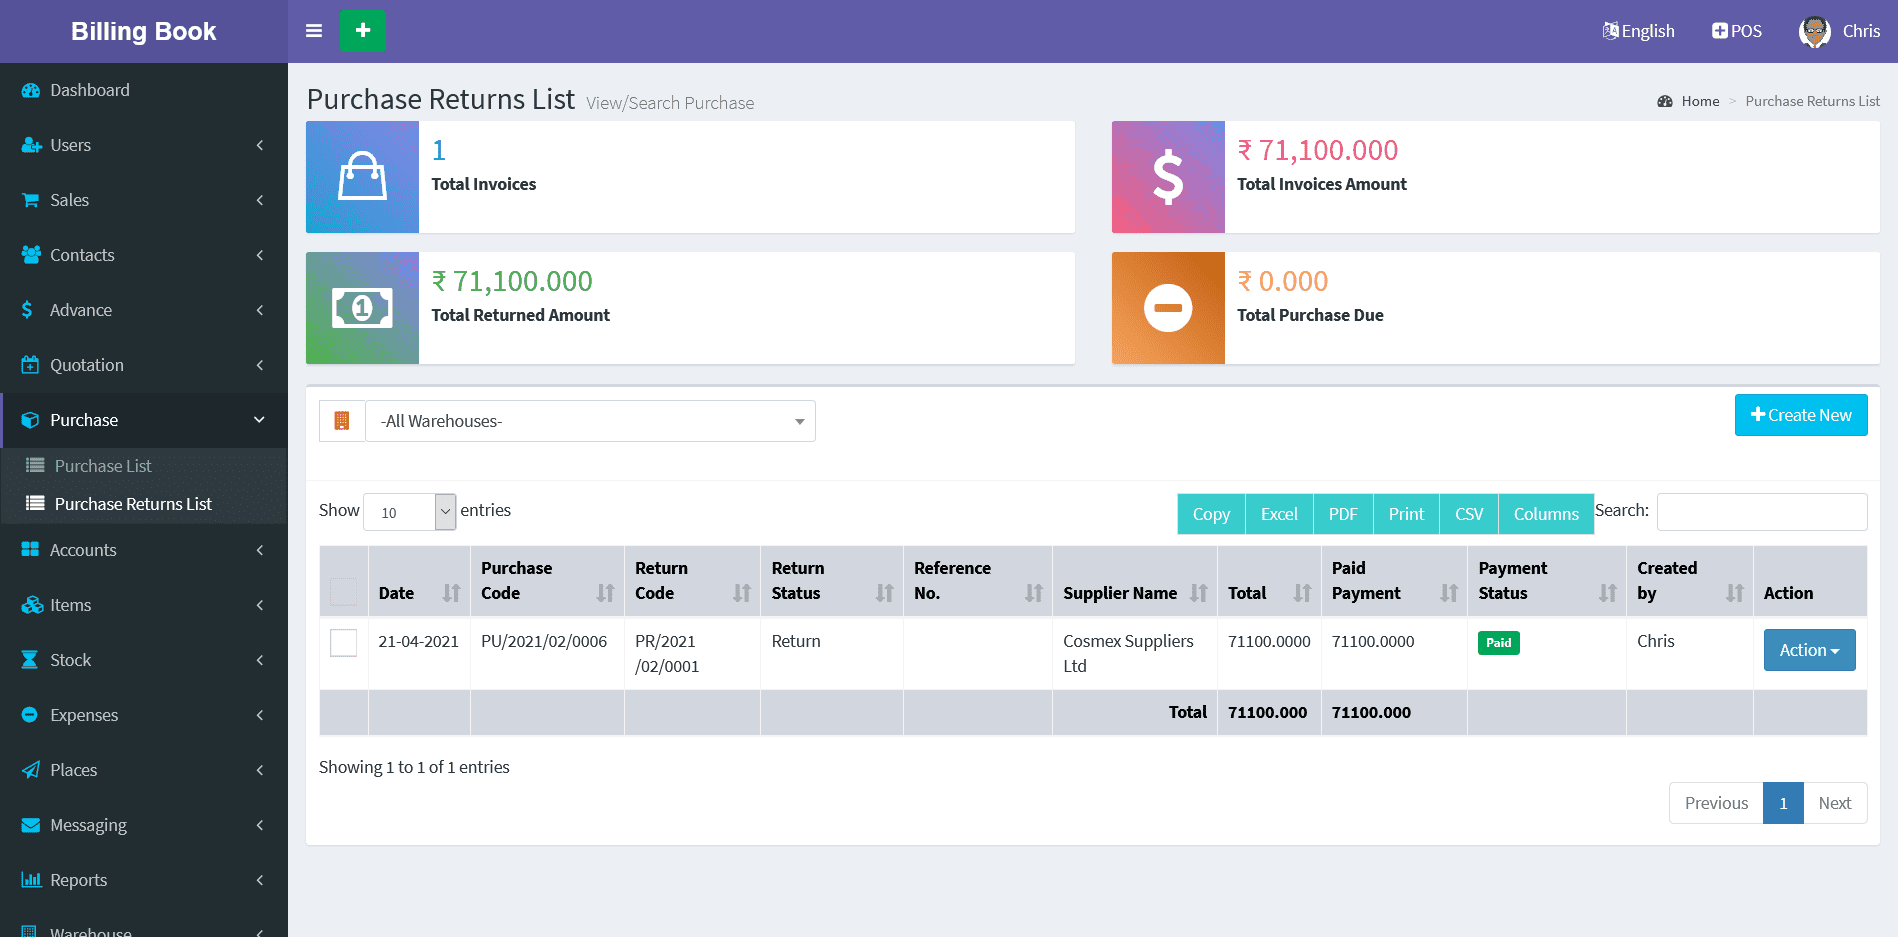 Billing Book
English
POS
Chris
Dashboard
Users
Sales
Contacts
Advance
Quotation
Purchase
Purchase List
Purchase Returns List
Accounts
Items
Stock
Expenses
Places
Messaging
Reports
Warehouse
Purchase Returns List View/Search Purchase
Home > Purchase Returns List
1
Total Invoices
₹ 71,100.000
Total Invoices Amount
₹ 71,100.000
Total Returned Amount
₹ 0.000
Total Purchase Due
-All Warehouses-
Create New
Show 10 entries
Copy Excel PDF Print CSV Columns Search:
Date
Purchase
Code
Return
Code
Return
Status
Reference
No.
Supplier Name
Total
Paid
Payment
Payment
Status
Created
by
Action
21-04-2021
PU/2021/02/0006
PR/2021
/02/0001
Return
Cosmex Suppliers
Ltd
71100.0000
71100.0000
Paid
Chris
Action
Total 71100.000 71100.000
Showing 1 to 1 of 1 entries
Previous 1 Next